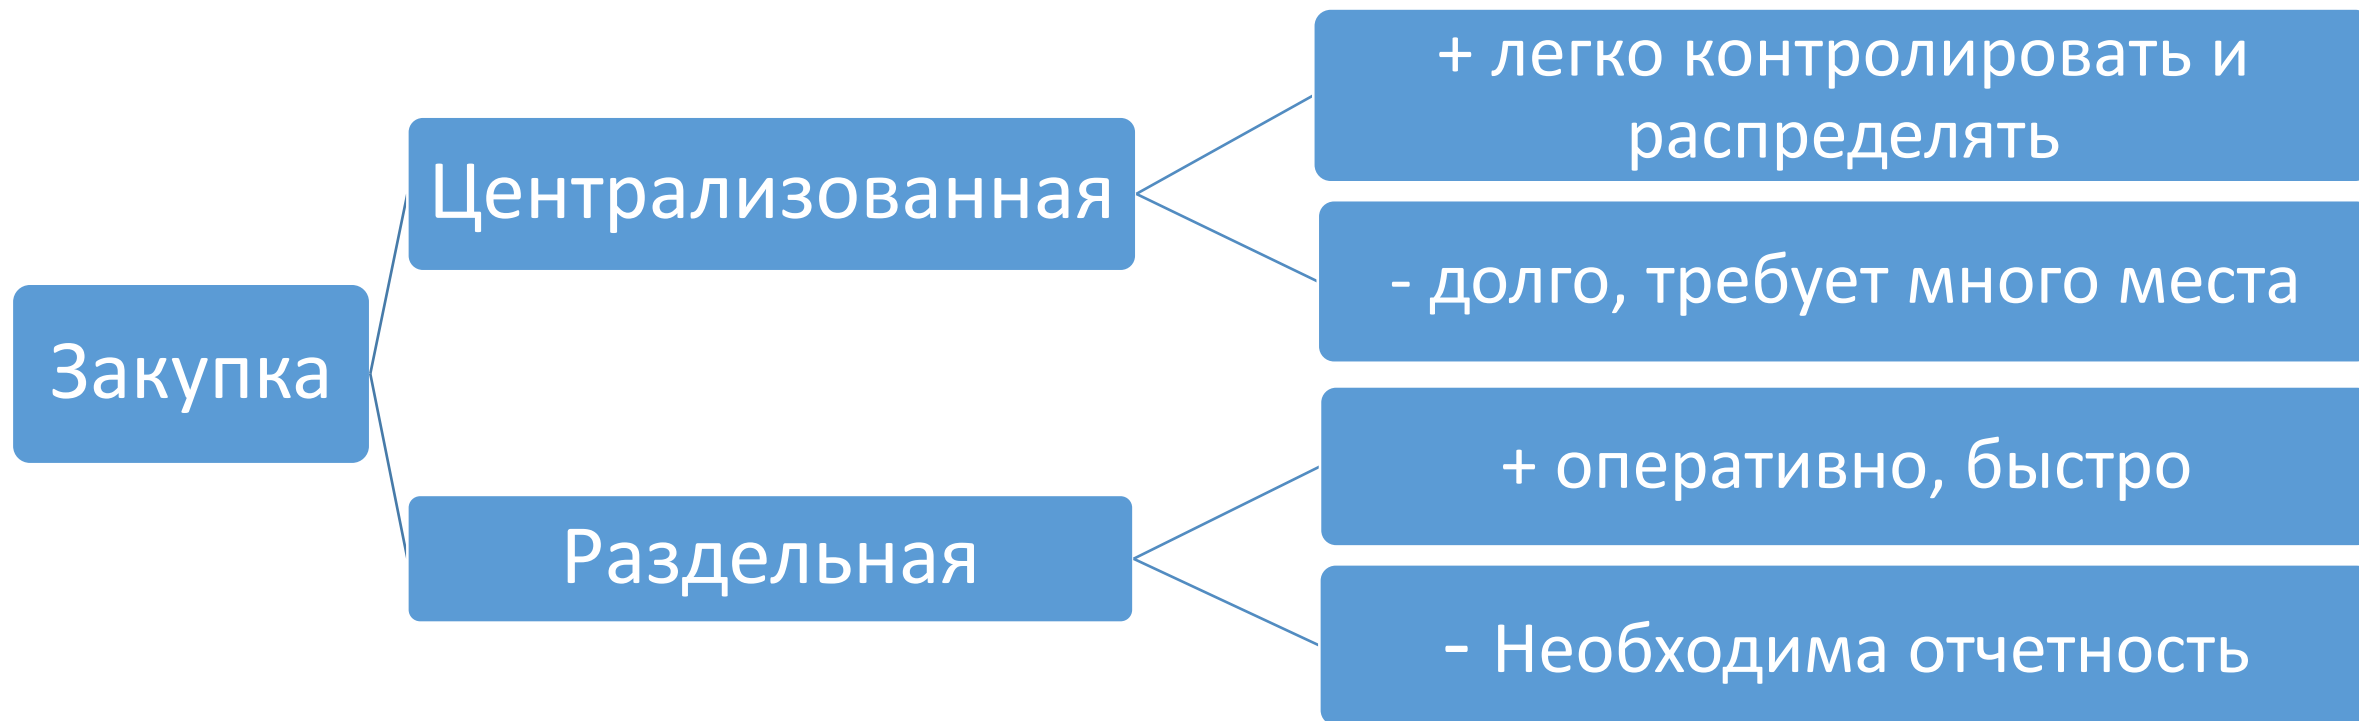 Закупка
Централизованная
+ легко контролировать и
распределять
- долго, требует много места
Раздельная
+ оперативно, быстро
- Необходима отчетность